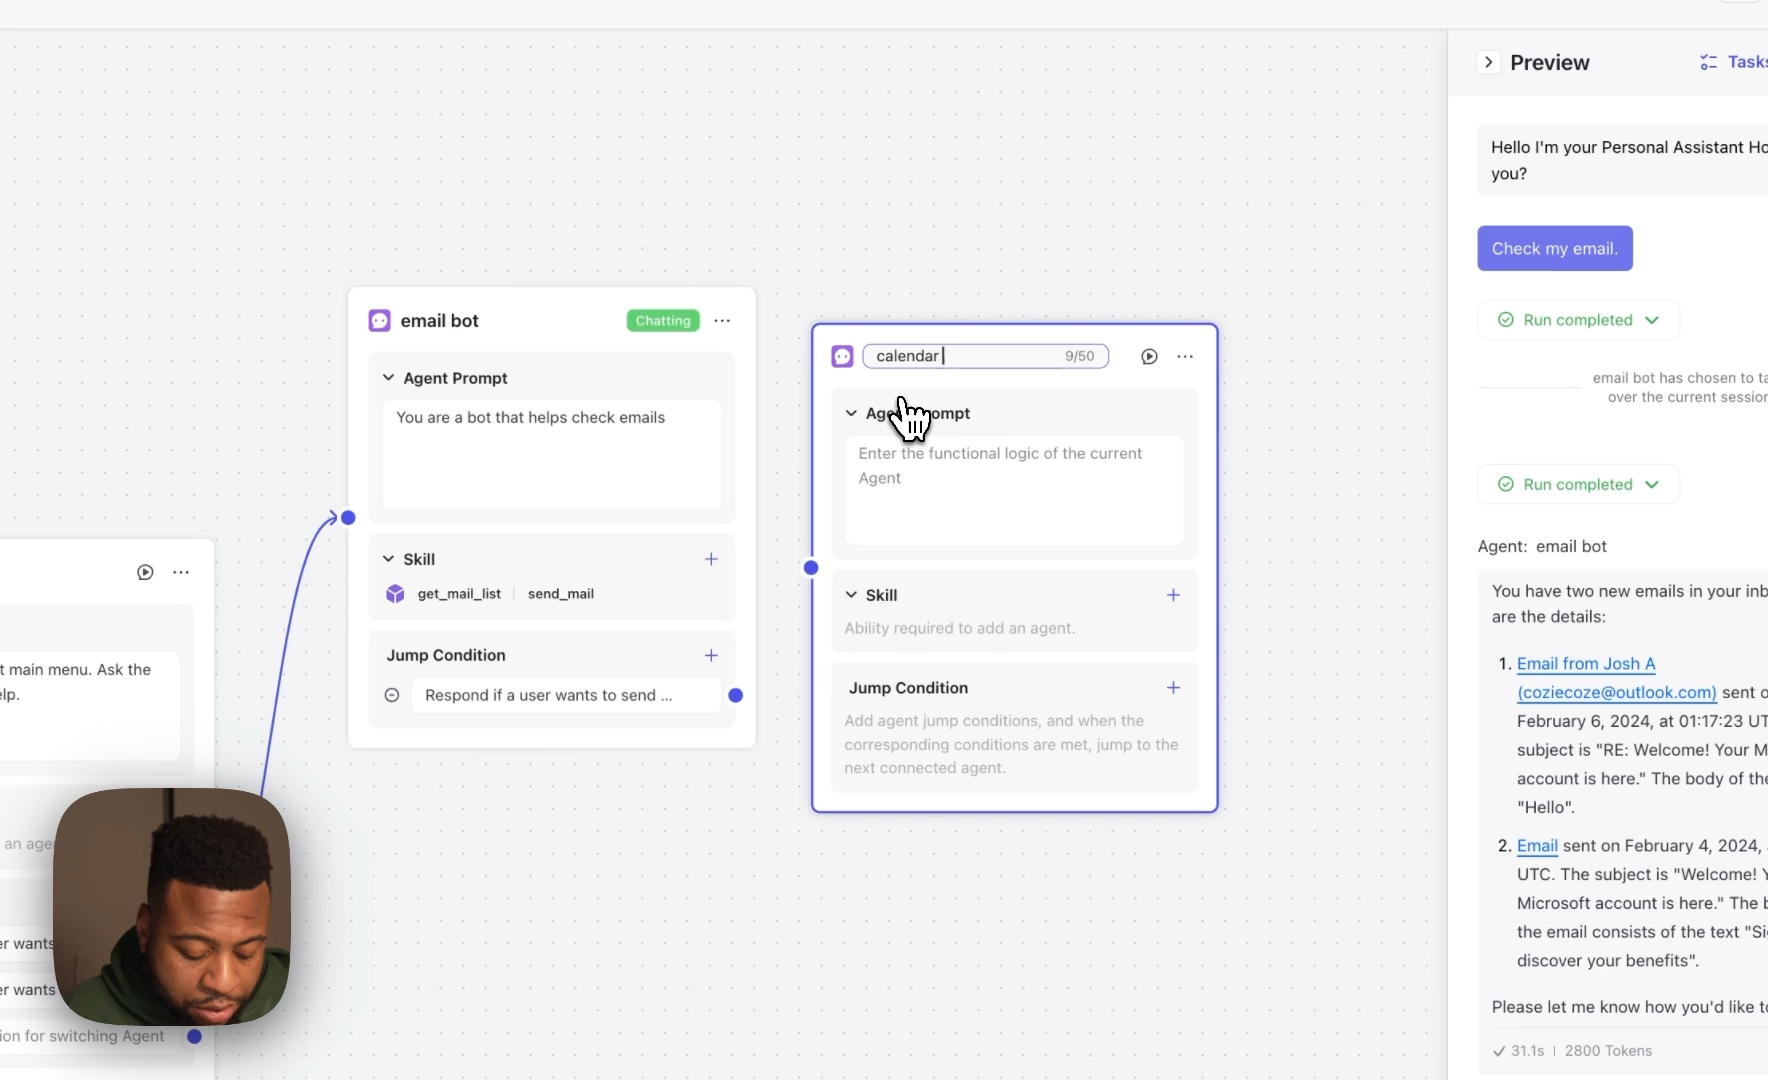 Preview
Tasks
Hello I'm your Personal Assistant Ho
you?
Check my email.
Run completed
email bot has chosen to ta
over the current session
Run completed
Agent: email bot
You have two new emails in your inb
are the details:
1. Email from Josh A
(coziecoze@outlook.com) sent o
February 6, 2024, at 01:17:23 UT
subject is "RE: Welcome! Your M
account is here." The body of the
"Hello".
2. Email sent on February 4, 2024,
UTC. The subject is "Welcome! Y
Microsoft account is here." The b
the email consists of the text "Si
discover your benefits".
Please let me know how you'd like to
31.1s | 2800 Tokens
email bot
Chatting
Agent Prompt
You are a bot that helps check emails
Skill
get_mail_list | send_mail
Jump Condition
Respond if a user wants to send ...
calendar
9/50
Enter the functional logic of the current
Agent
Skill
Ability required to add an agent.
Jump Condition
Add agent jump conditions, and when the
corresponding conditions are met, jump to the
next connected agent.
t main menu. Ask the
elp.
an age
er wants
er wants
ion for switching Agent